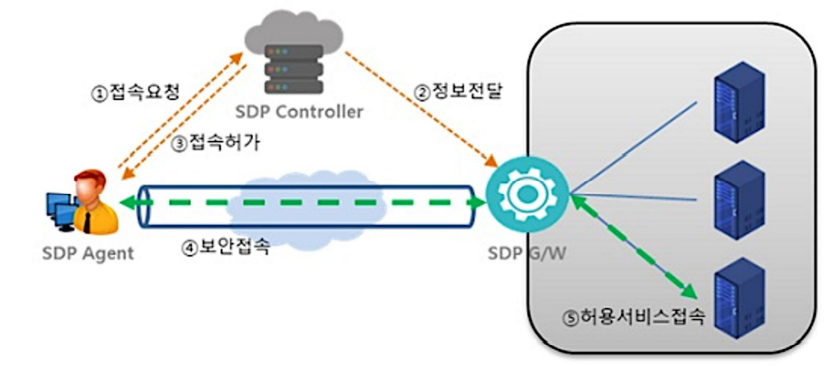 ①접속요청
②정보전달
SDP Controller
③접속허가
④보안접속
SDP Agent
SDP G/W
⑤허용서비스접속